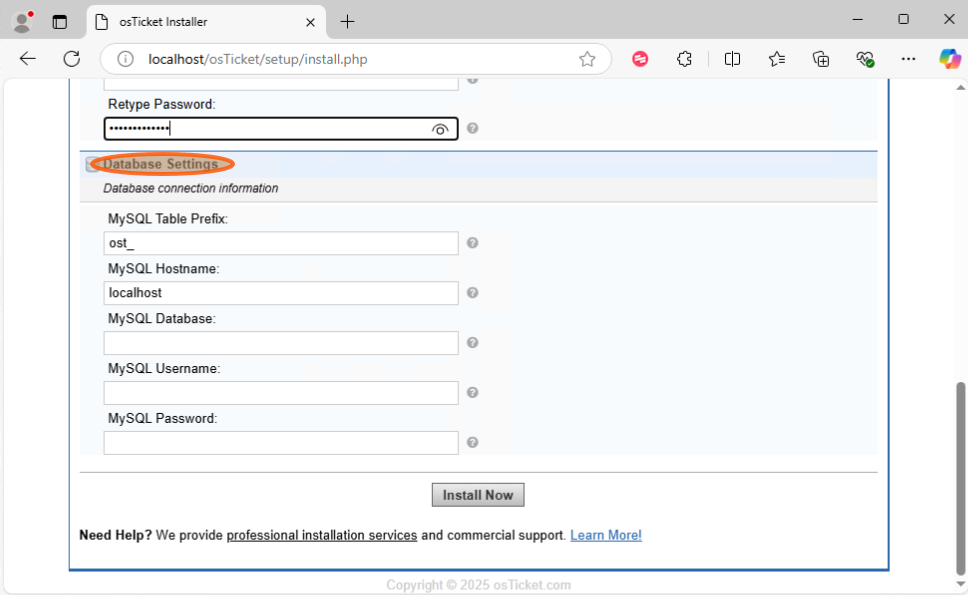 osTicket Installer
localhost/osTicket/setup/install.php
Retype Password:
•••••••••••••
Database Settings
Database connection information
MySQL Table Prefix:
ost_
MySQL Hostname:
localhost
MySQL Database:
MySQL Username:
MySQL Password:
Install Now
Need Help? We provide professional installation services and commercial support. Learn More!
Copyright © 2025 osTicket.com